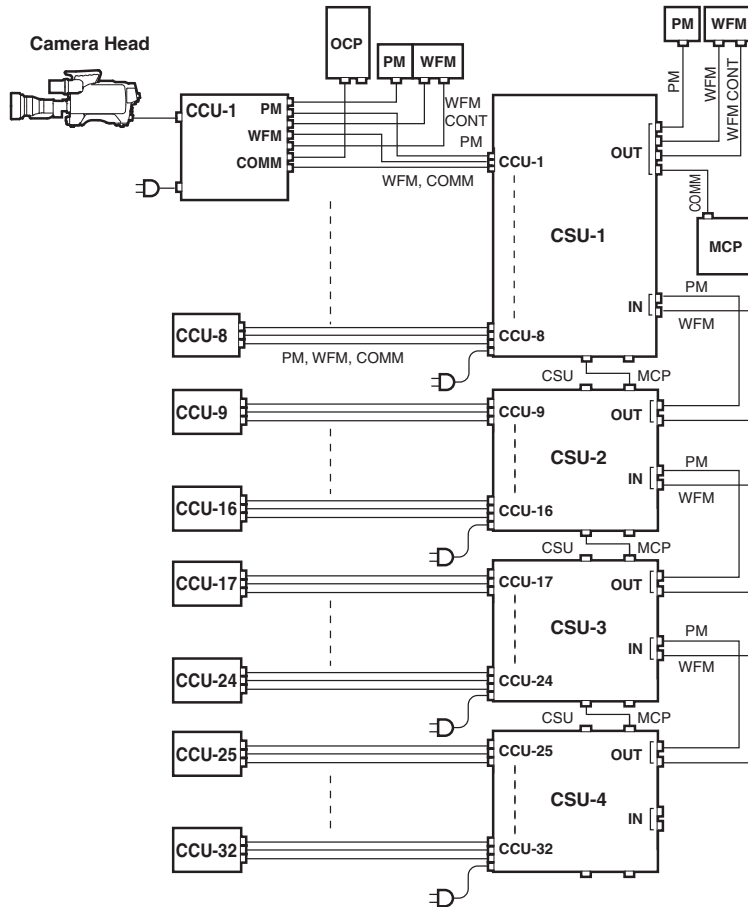 Camera Head
OCP
PM
WFM
PM
WFM
CCU-1
PM
WFM
COMM
WFM
CONT
PM
WFM, COMM
PM
WFM
WFM CONT
CCU-1
OUT
COMM
MCP
CSU-1
IN
PM
WFM
CCU-8
PM, WFM, COMM
CCU-8
CSU
MCP
CCU-9
CCU-9
OUT
CSU-2
IN
PM
WFM
CCU-16
CCU-16
CSU
MCP
CCU-17
CCU-17
OUT
CSU-3
IN
PM
WFM
CCU-24
CCU-24
CSU
MCP
CCU-25
CCU-25
OUT
CSU-4
IN
CCU-32
CCU-32